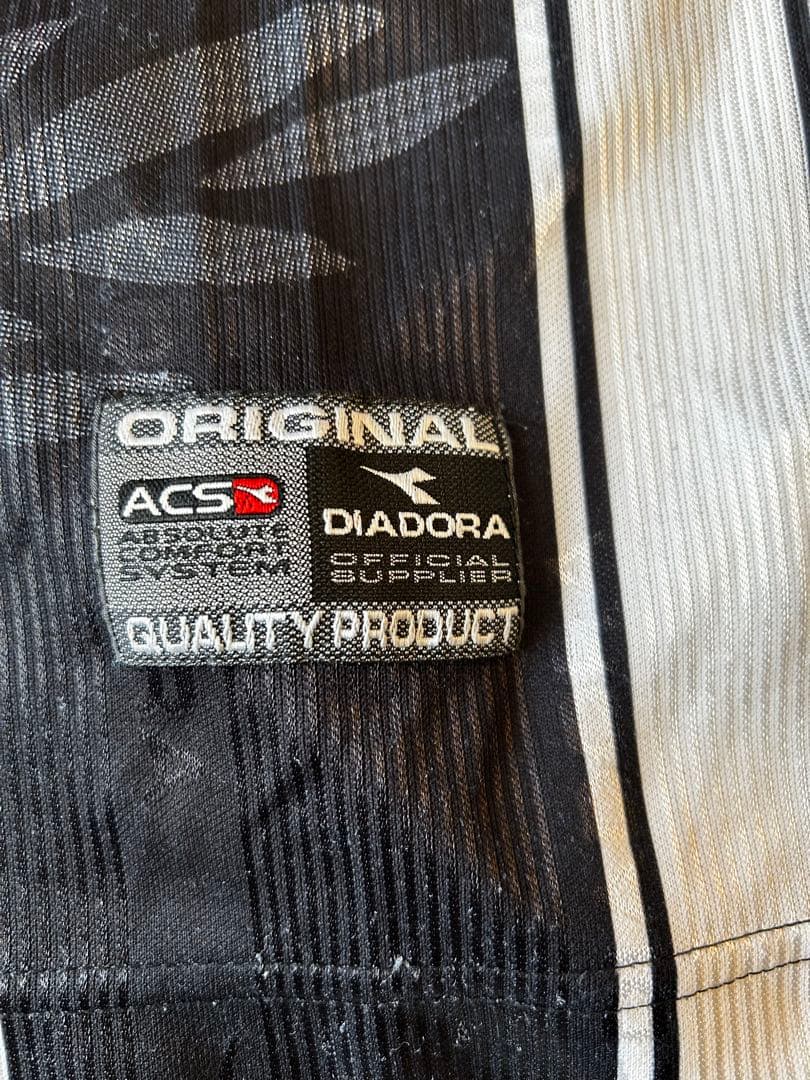 ORIGINAL
ACS
ABSOLUTE
COMFORT
SYSTEM
DIADORA
OFFICIAL
SUPPLIER
QUALITY PRODUCT